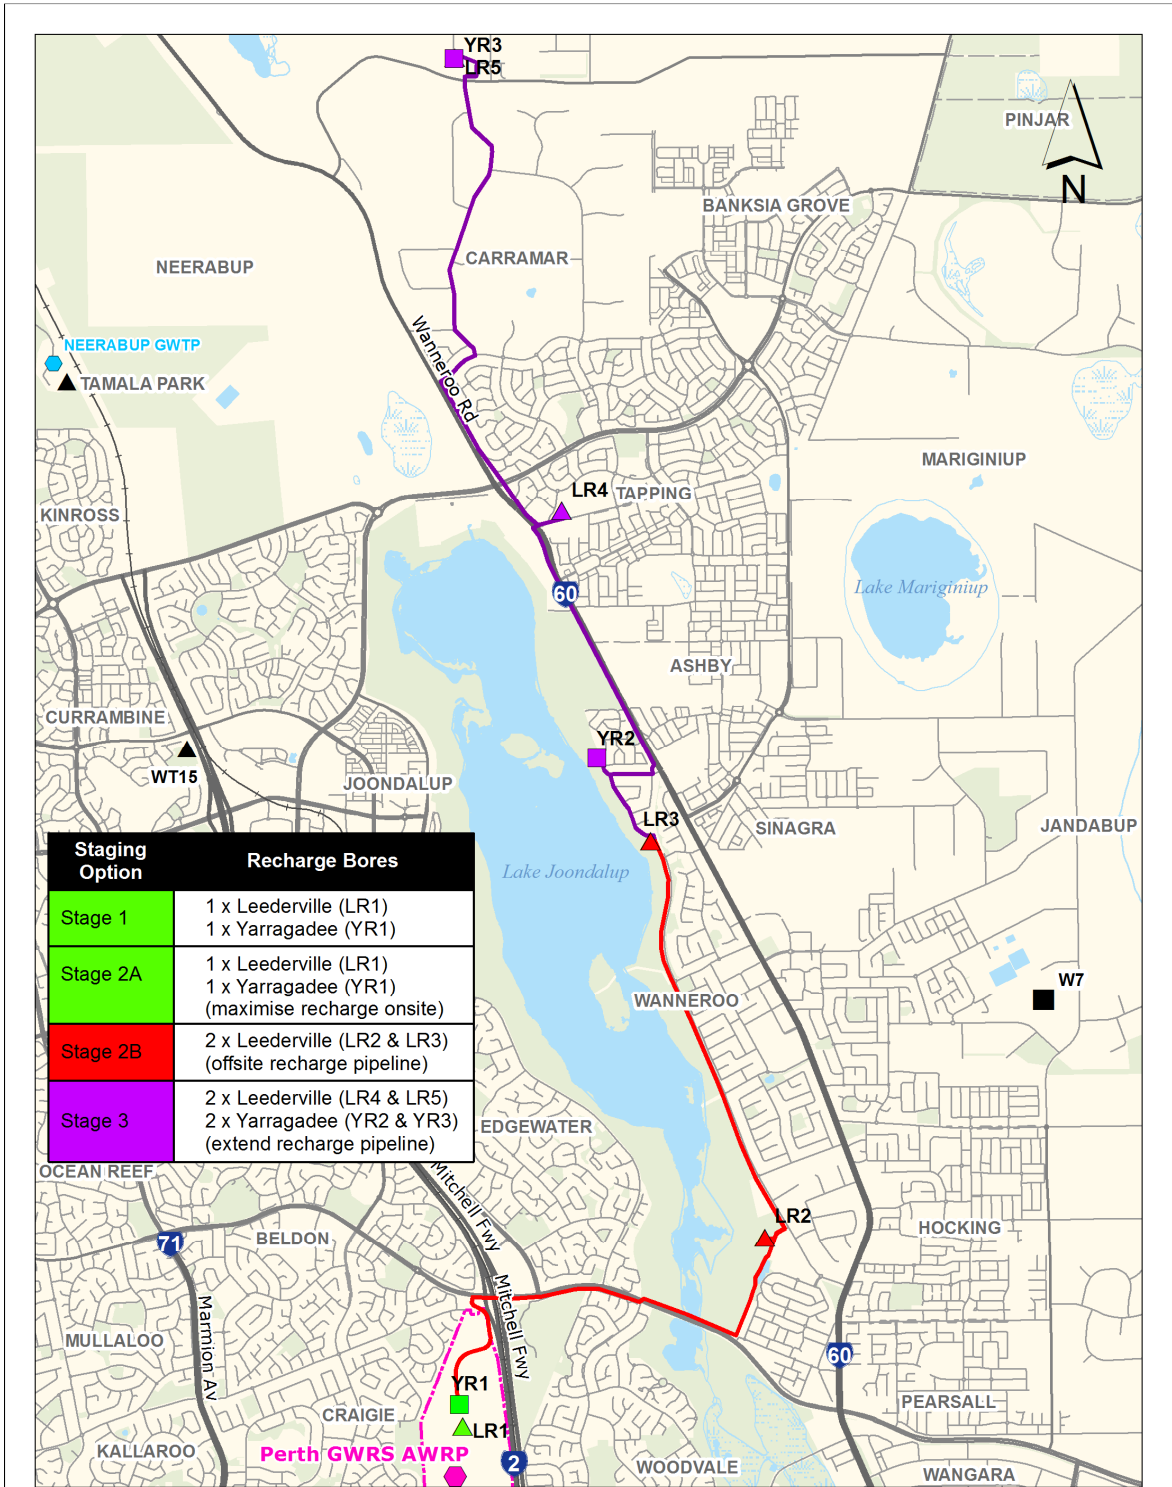 YR3
LR5
PINJAR
N
BANKSIA GROVE
CARRAMAR
NEERABUP
Wanneroo Rd
NEERABUP GWTP
TAMALA PARK
MARIGINIUP
LR4
TAPPING
KINROSS
60
Lake Mariginiup
ASHBY
CURRAMBINE
YR2
WT15
JOONDALUP
LR3
SINAGRA
JANDABUP
Lake Joondalup
Staging
Option
Recharge Bores
Stage 1
1 x Leederville (LR1)
1 x Yarragadee (YR1)
Stage 2A
1 x Leederville (LR1)
1 x Yarragadee (YR1)
(maximise recharge onsite)
Stage 2B
2 x Leederville (LR2 & LR3)
(offsite recharge pipeline)
Stage 3
2 x Leederville (LR4 & LR5)
2 x Yarragadee (YR2 & YR3)
(extend recharge pipeline)
W7
WANNEROO
EDGEWATER
OCEAN REEF
Mitchell Fwy
LR2
HOCKING
71
BELDON
Mitchell Fwy
Marmion Av
MULLALOO
60
YR1
PEARSALL
CRAIGIE
LR1
KALLAROO
Perth GWRS AWRP
2
WOODVALE
WANGARA